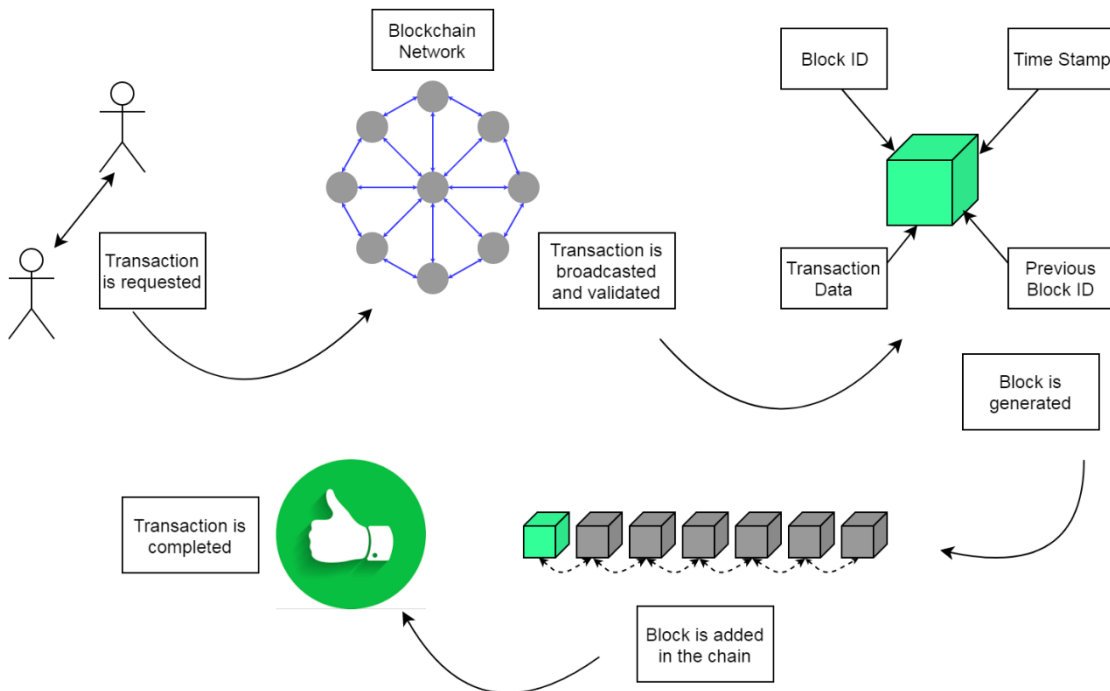 Blockchain
Network
Block ID
Time Stamp
Transaction
is requested
Transaction is
broadcasted
and validated
Transaction
Data
Previous
Block ID
Block is
generated
Transaction is
completed
Block is added
in the chain